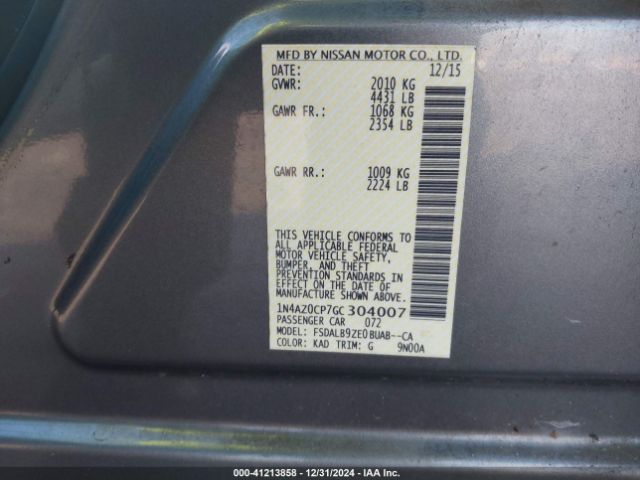 MFD BY NISSAN MOTOR CO., LTD.
DATE: 12/15
GVWR: 2010 KG
4431 LB
GAWR FR.: 1068 KG
2354 LB
GAWR RR.: 1009 KG
2224 LB
THIS VEHICLE CONFORMS TO
ALL APPLICABLE FEDERAL
MOTOR VEHICLE SAFETY,
BUMPER, AND THEFT
PREVENTION STANDARDS IN
EFFECT ON THE DATE OF
MANUFACTURE SHOWN ABOVE.
1N4AZ0CP7GC 304007
PASSENGER CAR 072
MODEL: FSDALB9ZE0BUAB--CA
COLOR: KAD TRIM: G 9N00A
000-41213858 - 12/31/2024 - IAA Inc.